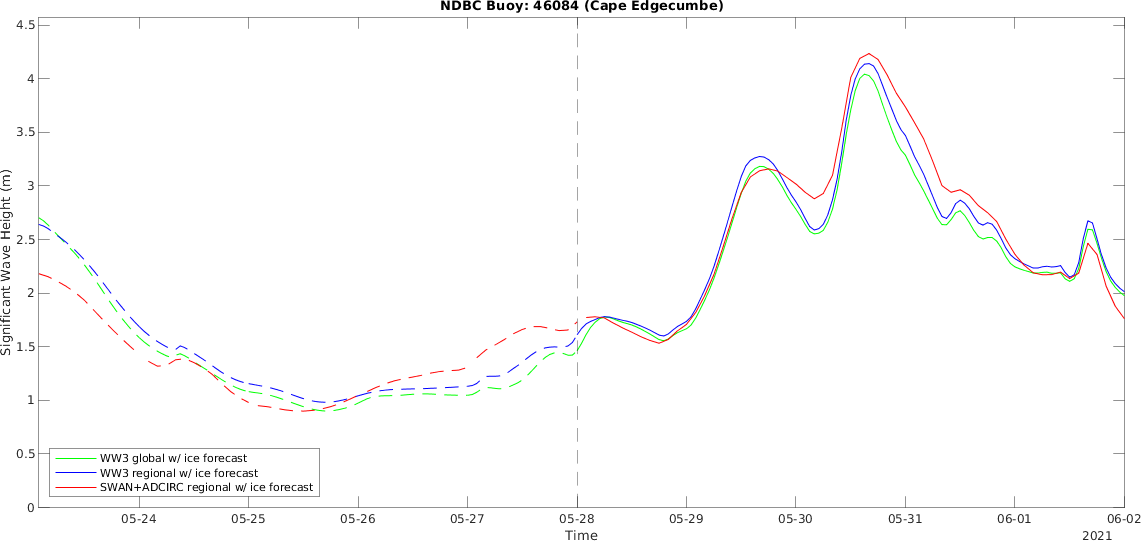 NDBC Buoy: 46084 (Cape Edgecumbe)
4.5
4
3.5
3
2.5
2
1.5
1
0.5
0
Significant Wave Height (m)
WW3 global w/ ice forecast
WW3 regional w/ ice forecast
SWAN+ADCIRC regional w/ ice forecast
05-24 05-25 05-26 05-27 05-28 05-29 05-30 05-31 06-01 06-02
Time
2021